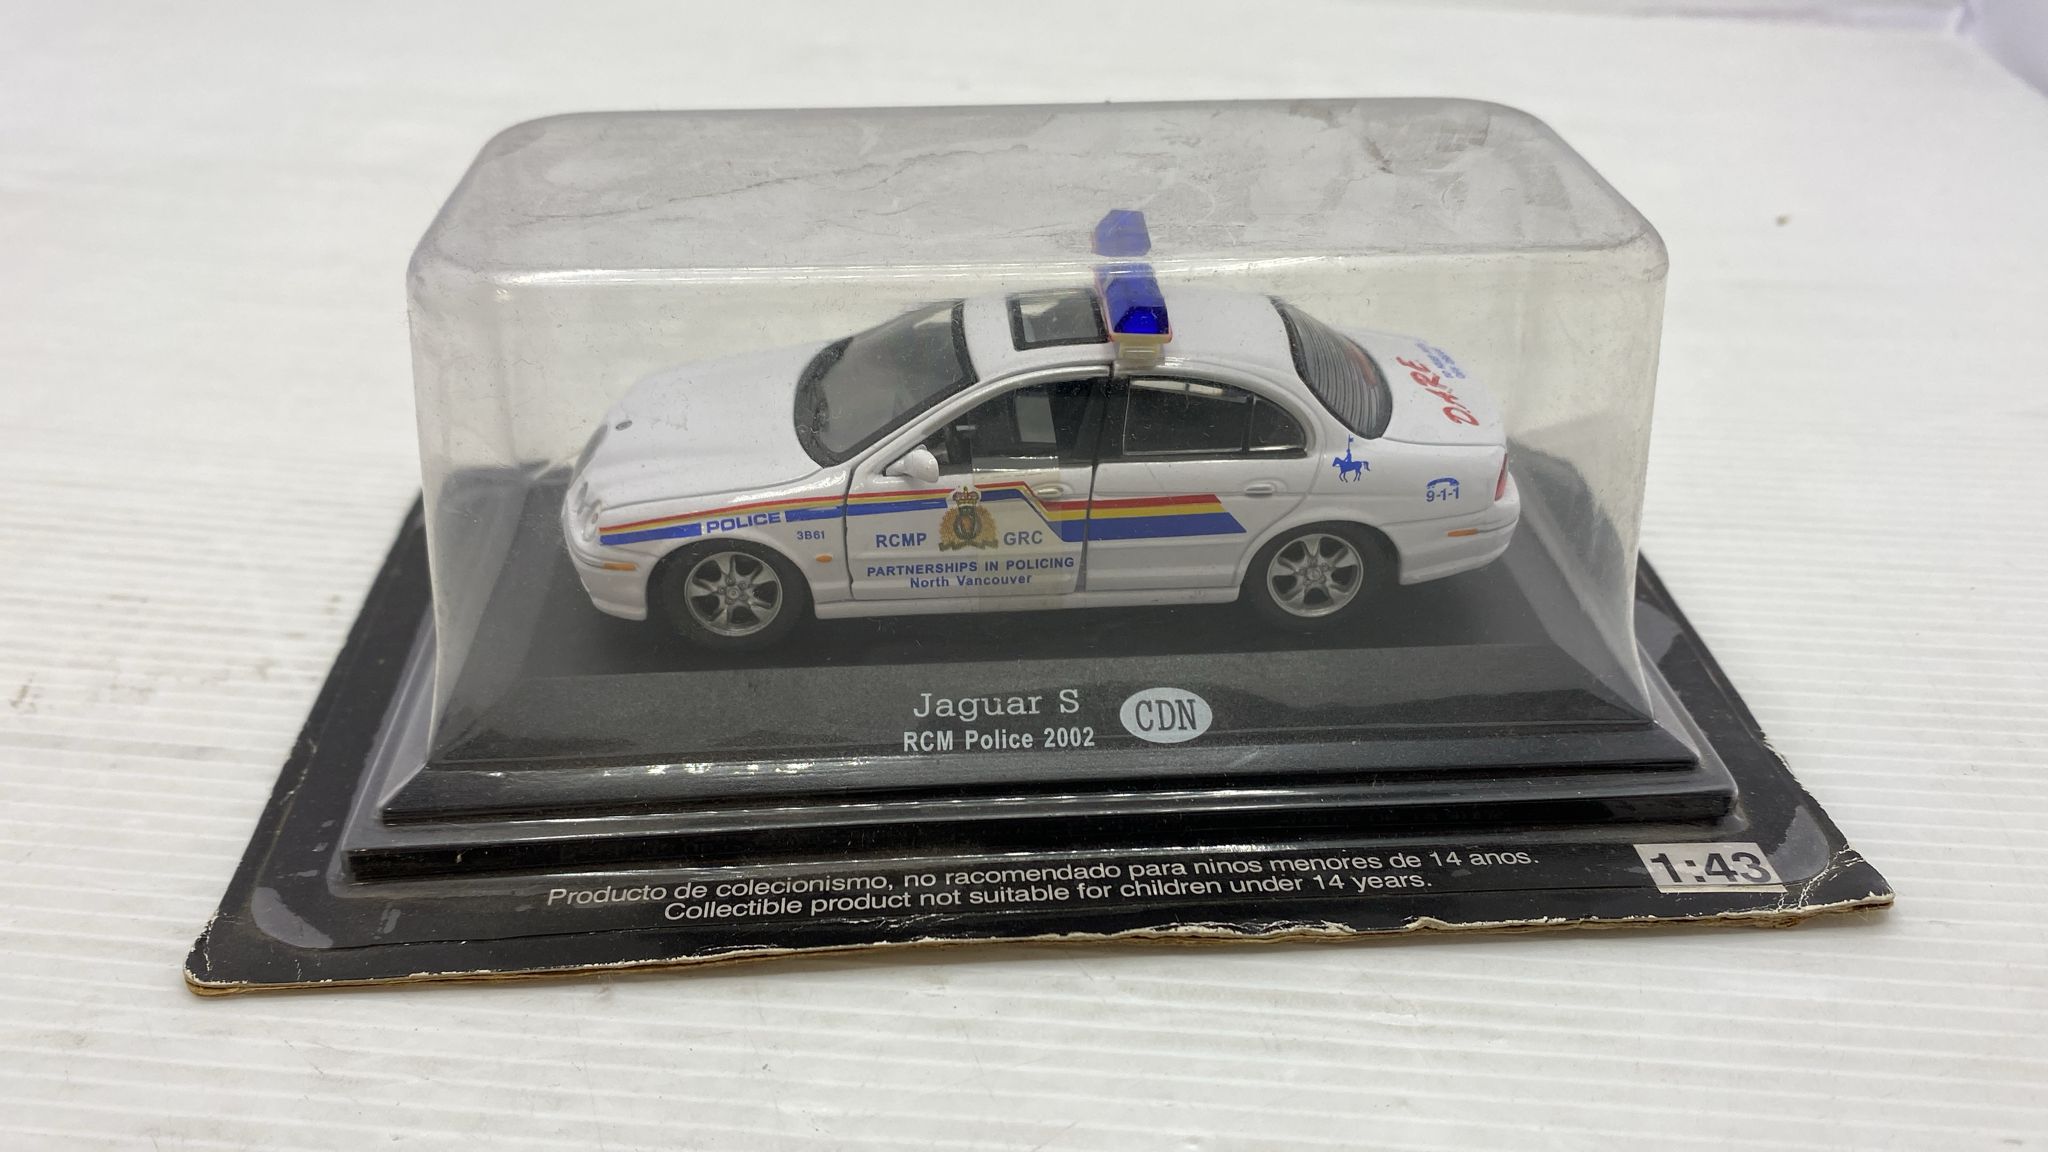 D.A.R.E.
9-1-1
POLICE
3B61
RCMP GRC
PARTNERSHIPS IN POLICING
North Vancouver
Jaguar S
RCM Police 2002
CDN
Producto de colecionismo, no racomendado para ninos menores de 14 anos.
Collectible product not suitable for children under 14 years.
1:43